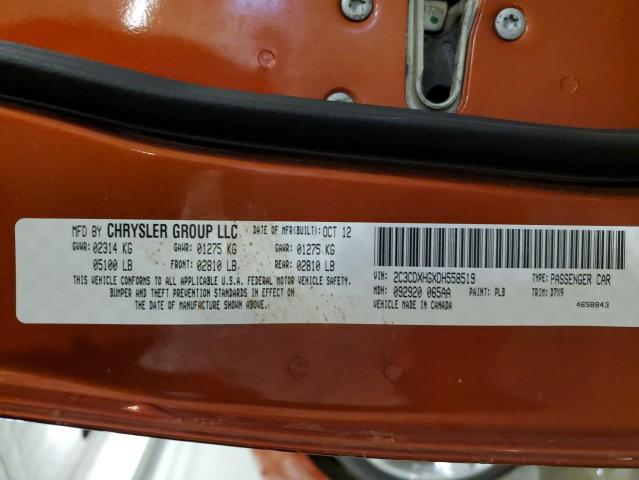 MFD BY CHRYSLER GROUP LLC DATE OF MFR(BUILT): OCT 12
GVWR: 02314 KG GAWR: 01275 KG GAWR: 01275 KG
05100 LB FRONT: 02810 LB REAR: 02810 LB
THIS VEHICLE CONFORMS TO ALL APPLICABLE U.S.A. FEDERAL MOTOR VEHICLE SAFETY,
BUMPER AND THEFT PREVENTION STANDARDS IN EFFECT ON
THE DATE OF MANUFACTURE SHOWN ABOVE.
VIN: 2C3CDXHGXDH558519 TYPE: PASSENGER CAR
MDH: 092920 065AA PAINT: PLB TRIM: D7X9
VEHICLE MADE IN CANADA 4658843